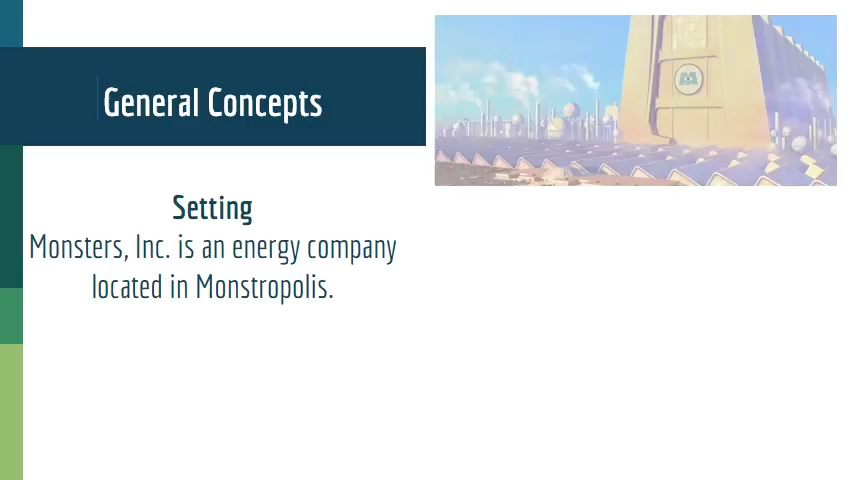 General Concepts
Setting
Monsters, Inc. is an energy company
located in Monstropolis.